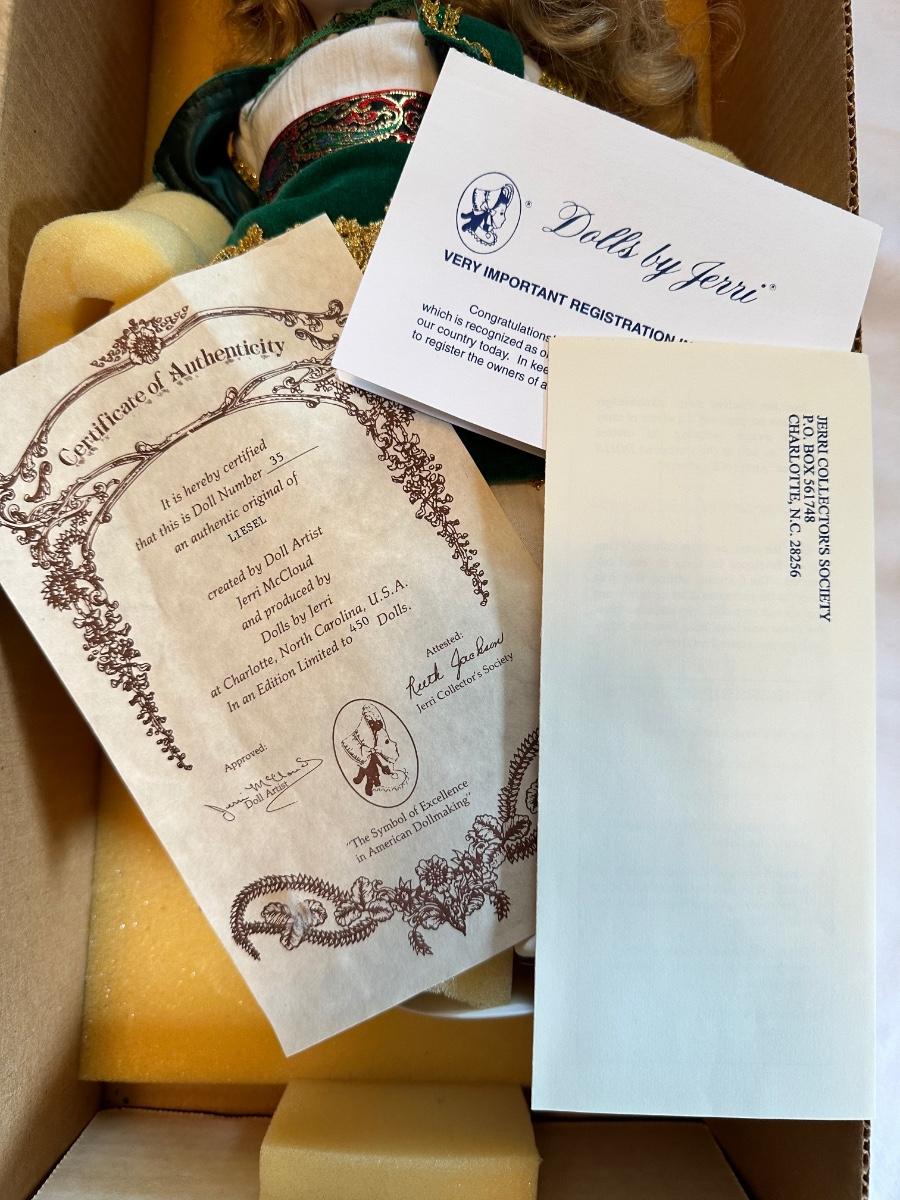 Dolls by Jerri®
VERY IMPORTANT REGISTRATION
Congratulations
which is recognized as
our country today. In
to register the owners of
JERRI COLLECTOR'S SOCIETY
P.O. BOX 561748
CHARLOTTE, N.C. 28256
Certificate of Authenticity
It is hereby certified
that this is Doll Number 35
an authentic original of
LIESEL
created by Doll Artist
Jerri McCloud
and produced by
Dolls by Jerri
at Charlotte, North Carolina, U.S.A.
In an Edition Limited to 450 Dolls.
Attested:
Ruth Jackson
Jerri Collector's Society
Approved:
Jerri McCloud
Doll Artist
"The Symbol of Excellence
in American Dollmaking"